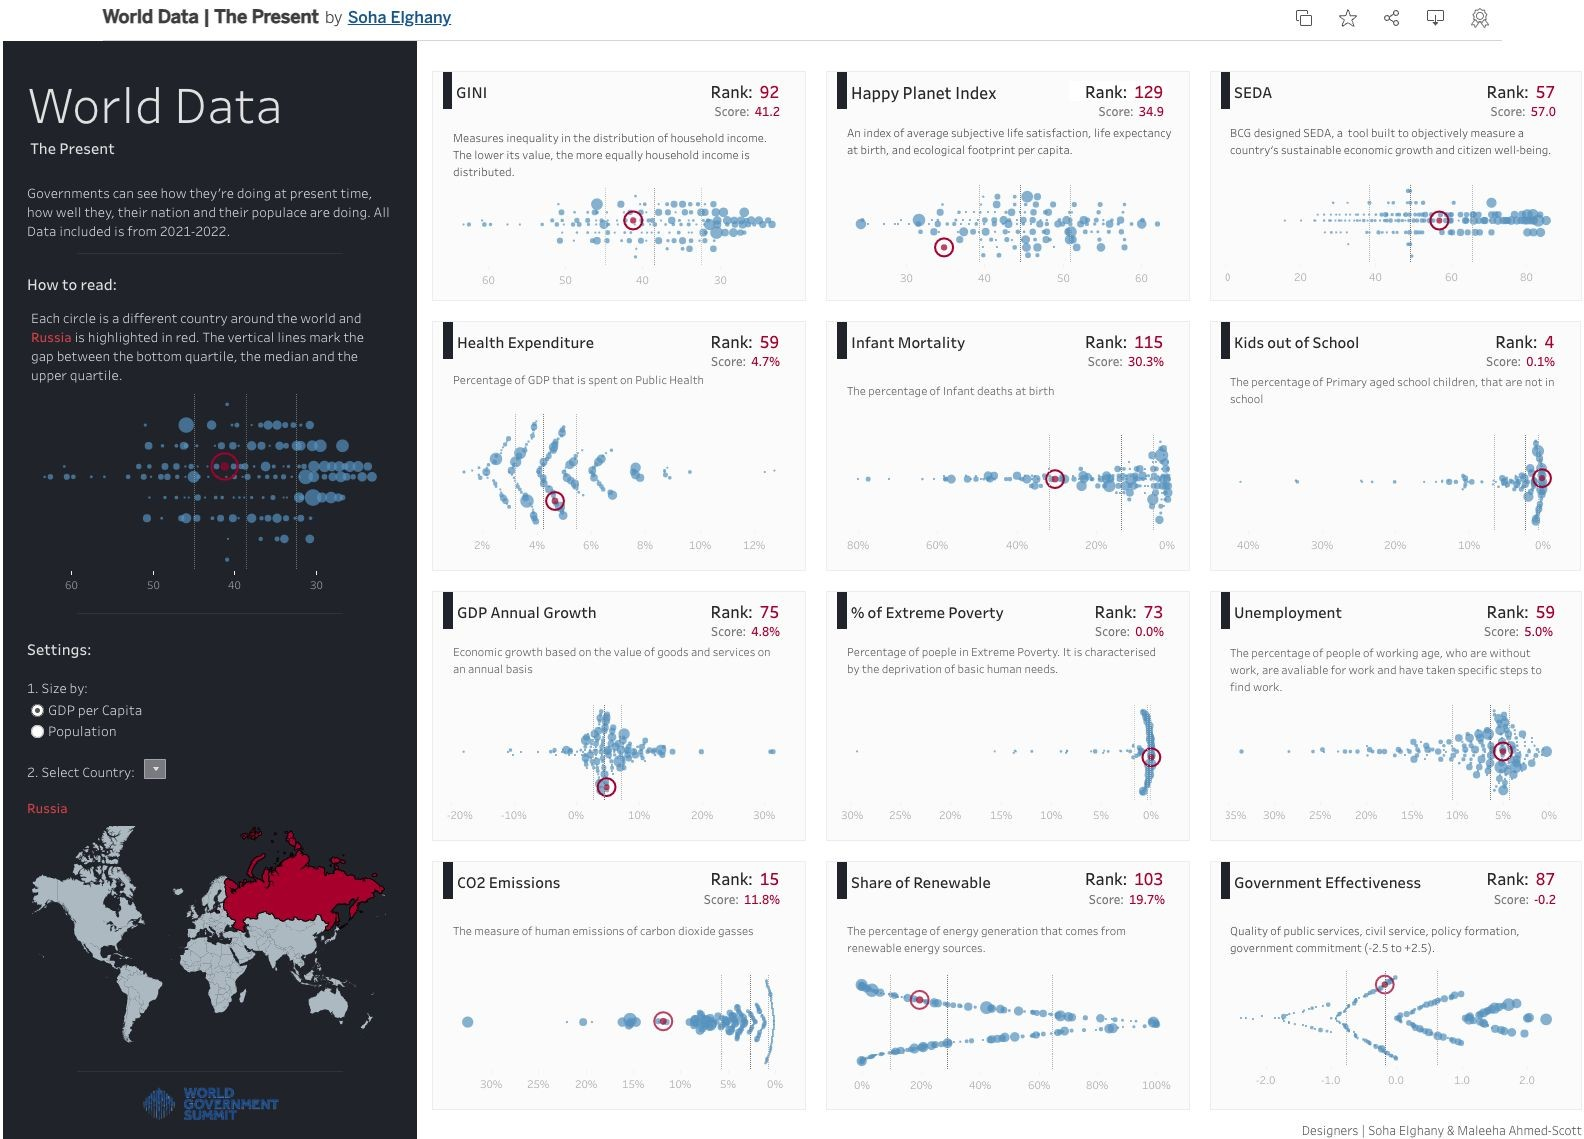 World Data | The Present by Soha Elghany
World Data
The Present
Governments can see how they're doing at present time,
how well they, their nation and their populace are doing. All
Data included is from 2021-2022.
How to read:
Each circle is a different country around the world and
Russia is highlighted in red. The vertical lines mark the
gap between the bottom quartile, the median and the
upper quartile.
60 50 40 30
Settings:
1. Size by:
GDP per Capita
Population
2. Select Country:
Russia
WORLD
GOVERNMENT
SUMMIT
GINI
Rank: 92
Score: 41.2
Measures inequality in the distribution of household income.
The lower its value, the more equally household income is
distributed.
60 50 40 30
Happy Planet Index
Rank: 129
Score: 34.9
An index of average subjective life satisfaction, life expectancy
at birth, and ecological footprint per capita.
30 40 50 60
SEDA
Rank: 57
Score: 57.0
BCG designed SEDA, a tool built to objectively measure a
country's sustainable economic growth and citizen well-being.
0 20 40 60 80
Health Expenditure
Rank: 59
Score: 4.7%
Percentage of GDP that is spent on Public Health
2% 4% 6% 8% 10% 12%
Infant Mortality
Rank: 115
Score: 30.3%
The percentage of Infant deaths at birth
80% 60% 40% 20% 0%
Kids out of School
Rank: 4
Score: 0.1%
The percentage of Primary aged school children, that are not in
school
40% 30% 20% 10% 0%
GDP Annual Growth
Rank: 75
Score: 4.8%
Economic growth based on the value of goods and services on
an annual basis
-20% -10% 0% 10% 20% 30%
% of Extreme Poverty
Rank: 73
Score: 0.0%
Percentage of poeple in Extreme Poverty. It is characterised
by the deprivation of basic human needs.
30% 25% 20% 15% 10% 5% 0%
Unemployment
Rank: 59
Score: 5.0%
The percentage of people of working age, who are without
work, are avaliable for work and have taken specific steps to
find work.
35% 30% 25% 20% 15% 10% 5% 0%
CO2 Emissions
Rank: 15
Score: 11.8%
The measure of human emissions of carbon dioxide gasses
30% 25% 20% 15% 10% 5% 0%
Share of Renewable
Rank: 103
Score: 19.7%
The percentage of energy generation that comes from
renewable energy sources.
0% 20% 40% 60% 80% 100%
Government Effectiveness
Rank: 87
Score: -0.2
Quality of public services, civil service, policy formation,
government commitment (-2.5 to +2.5).
-2.0 -1.0 0.0 1.0 2.0
Designers | Soha Elghany & Maleeha Ahmed-Scott